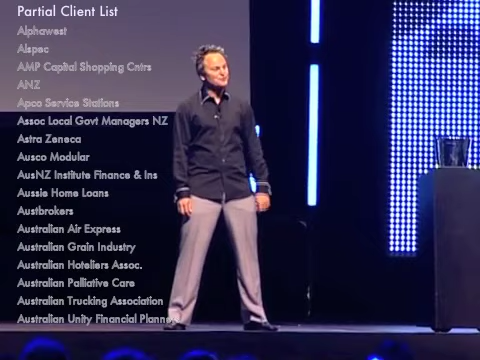 Partial Client List
Alphawest
Alspec
AMP Capital Shopping Cntrs
ANZ
Apco Service Stations
Assoc Local Govt Managers NZ
Astra Zeneca
Ausco Modular
AusNZ Institute Finance & Ins
Aussie Home Loans
Austbrokers
Australian Air Express
Australian Grain Industry
Australian Hoteliers Assoc.
Australian Palliative Care
Australian Trucking Association
Australian Unity Financial Planne